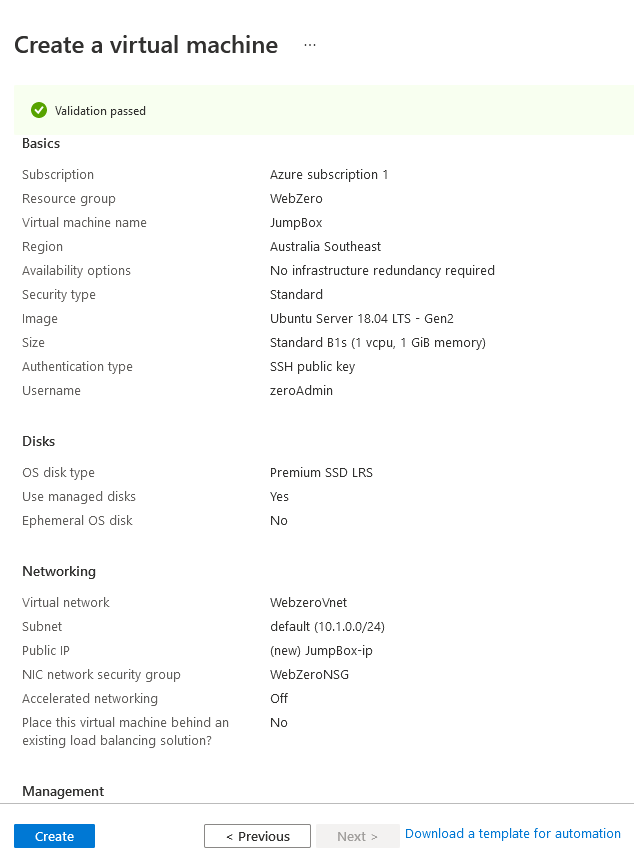 Create a virtual machine ...
Validation passed
Basics
Subscription Azure subscription 1
Resource group WebZero
Virtual machine name JumpBox
Region Australia Southeast
Availability options No infrastructure redundancy required
Security type Standard
Image Ubuntu Server 18.04 LTS - Gen2
Size Standard B1s (1 vcpu, 1 GiB memory)
Authentication type SSH public key
Username zeroAdmin
Disks
OS disk type Premium SSD LRS
Use managed disks Yes
Ephemeral OS disk No
Networking
Virtual network WebzeroVnet
Subnet default (10.1.0.0/24)
Public IP (new) JumpBox-ip
NIC network security group WebZeroNSG
Accelerated networking Off
Place this virtual machine behind an No
existing load balancing solution?
Management
Create < Previous Next > Download a template for automation